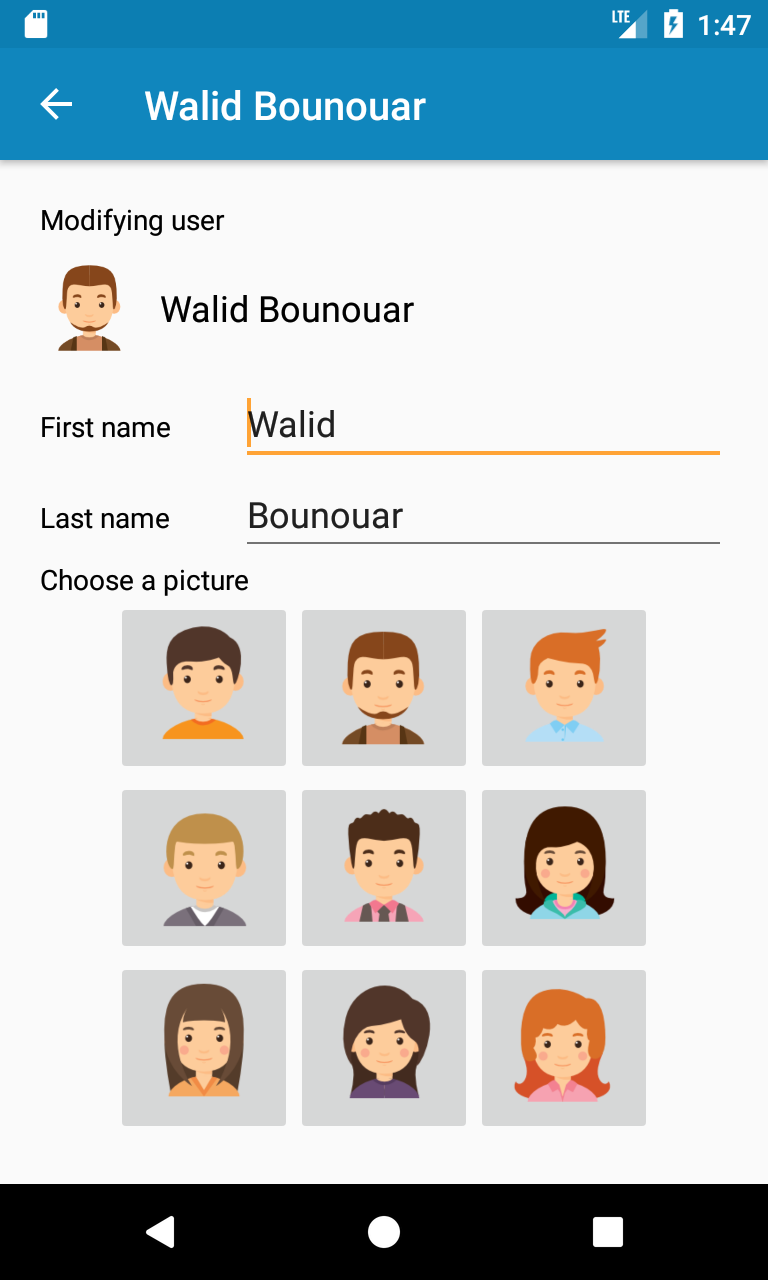 LTE 1:47
Walid Bounouar
Modifying user
Walid Bounouar
First name Walid
Last name Bounouar
Choose a picture